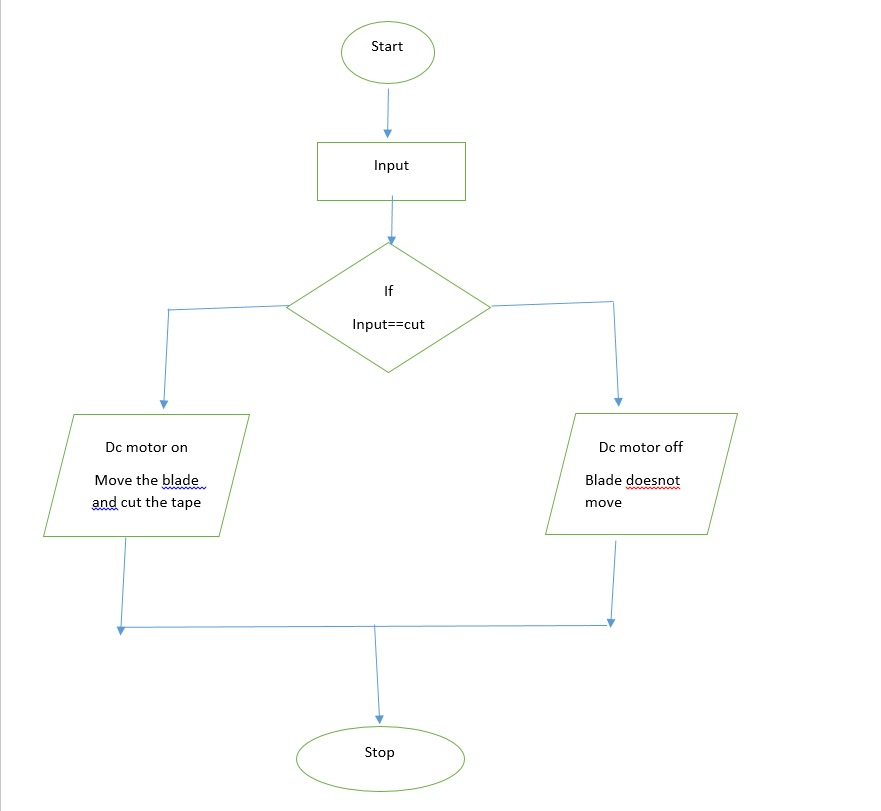 Start
Input
If
Input==cut
Dc motor on
Move the blade
and cut the tape
Dc motor off
Blade doesnot
move
Stop